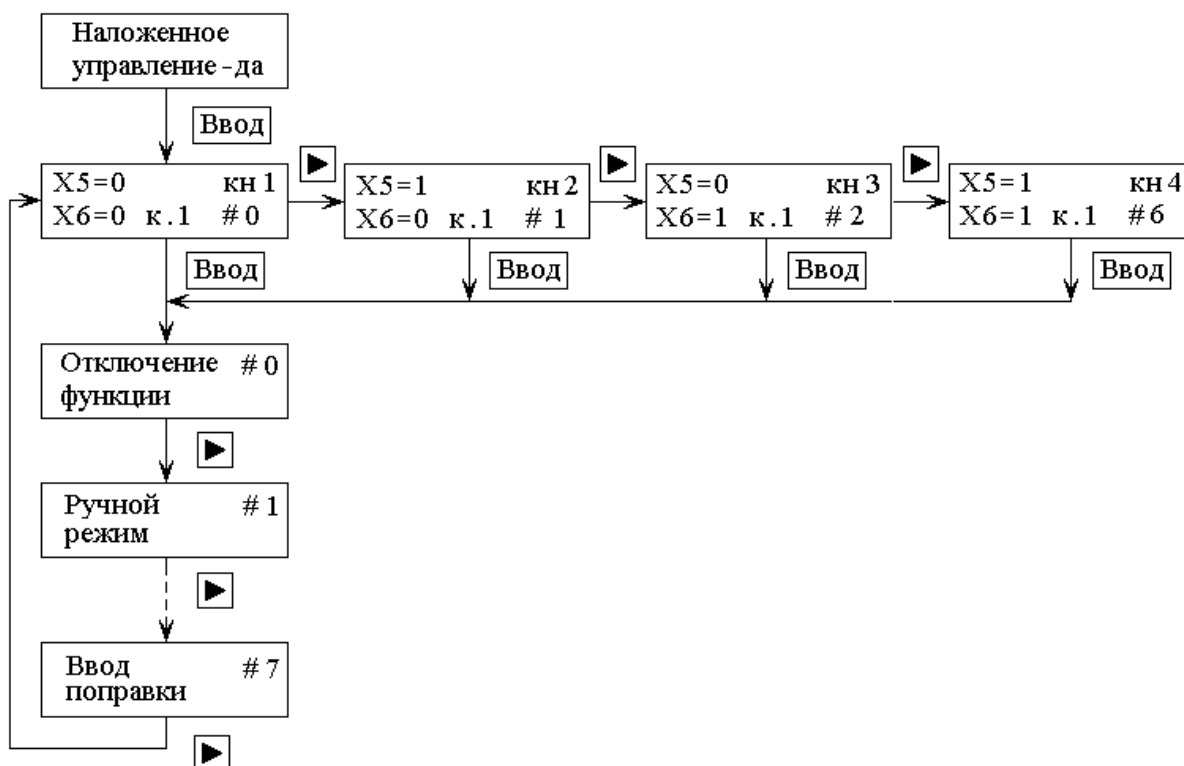 Наложенное
управление - да
Ввод
X5=0 кн 1
X6=0 к.1 # 0
X5=1 кн 2
X6=0 к.1 # 1
X5=0 кн 3
X6=1 к.1 # 2
X5=1 кн 4
X6=1 к.1 # 6
Ввод
Ввод
Ввод
Ввод
Отключение # 0
функции
Ручной # 1
режим
Ввод # 7
поправки